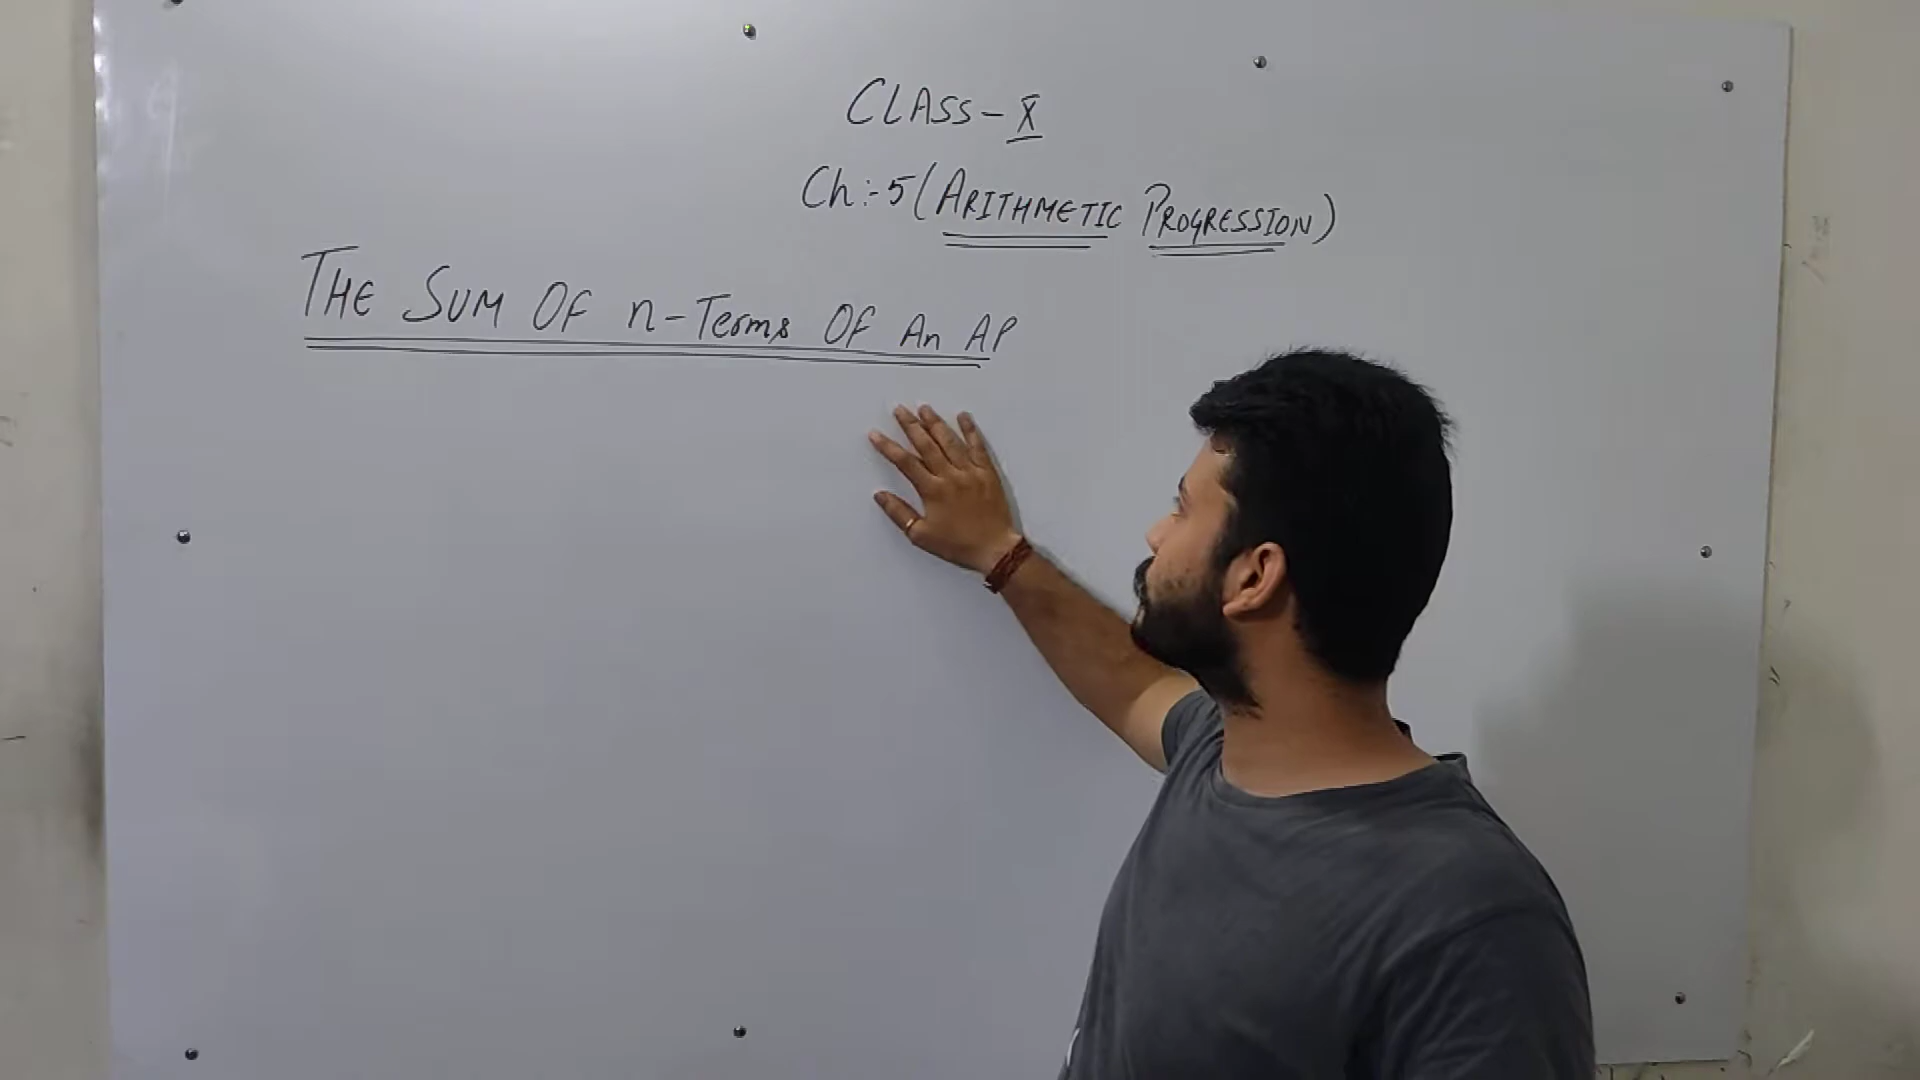 CLASS - X
Ch :- 5 (ARITHMETIC PROGRESSION)
THE SUM OF n-Terms OF An AP